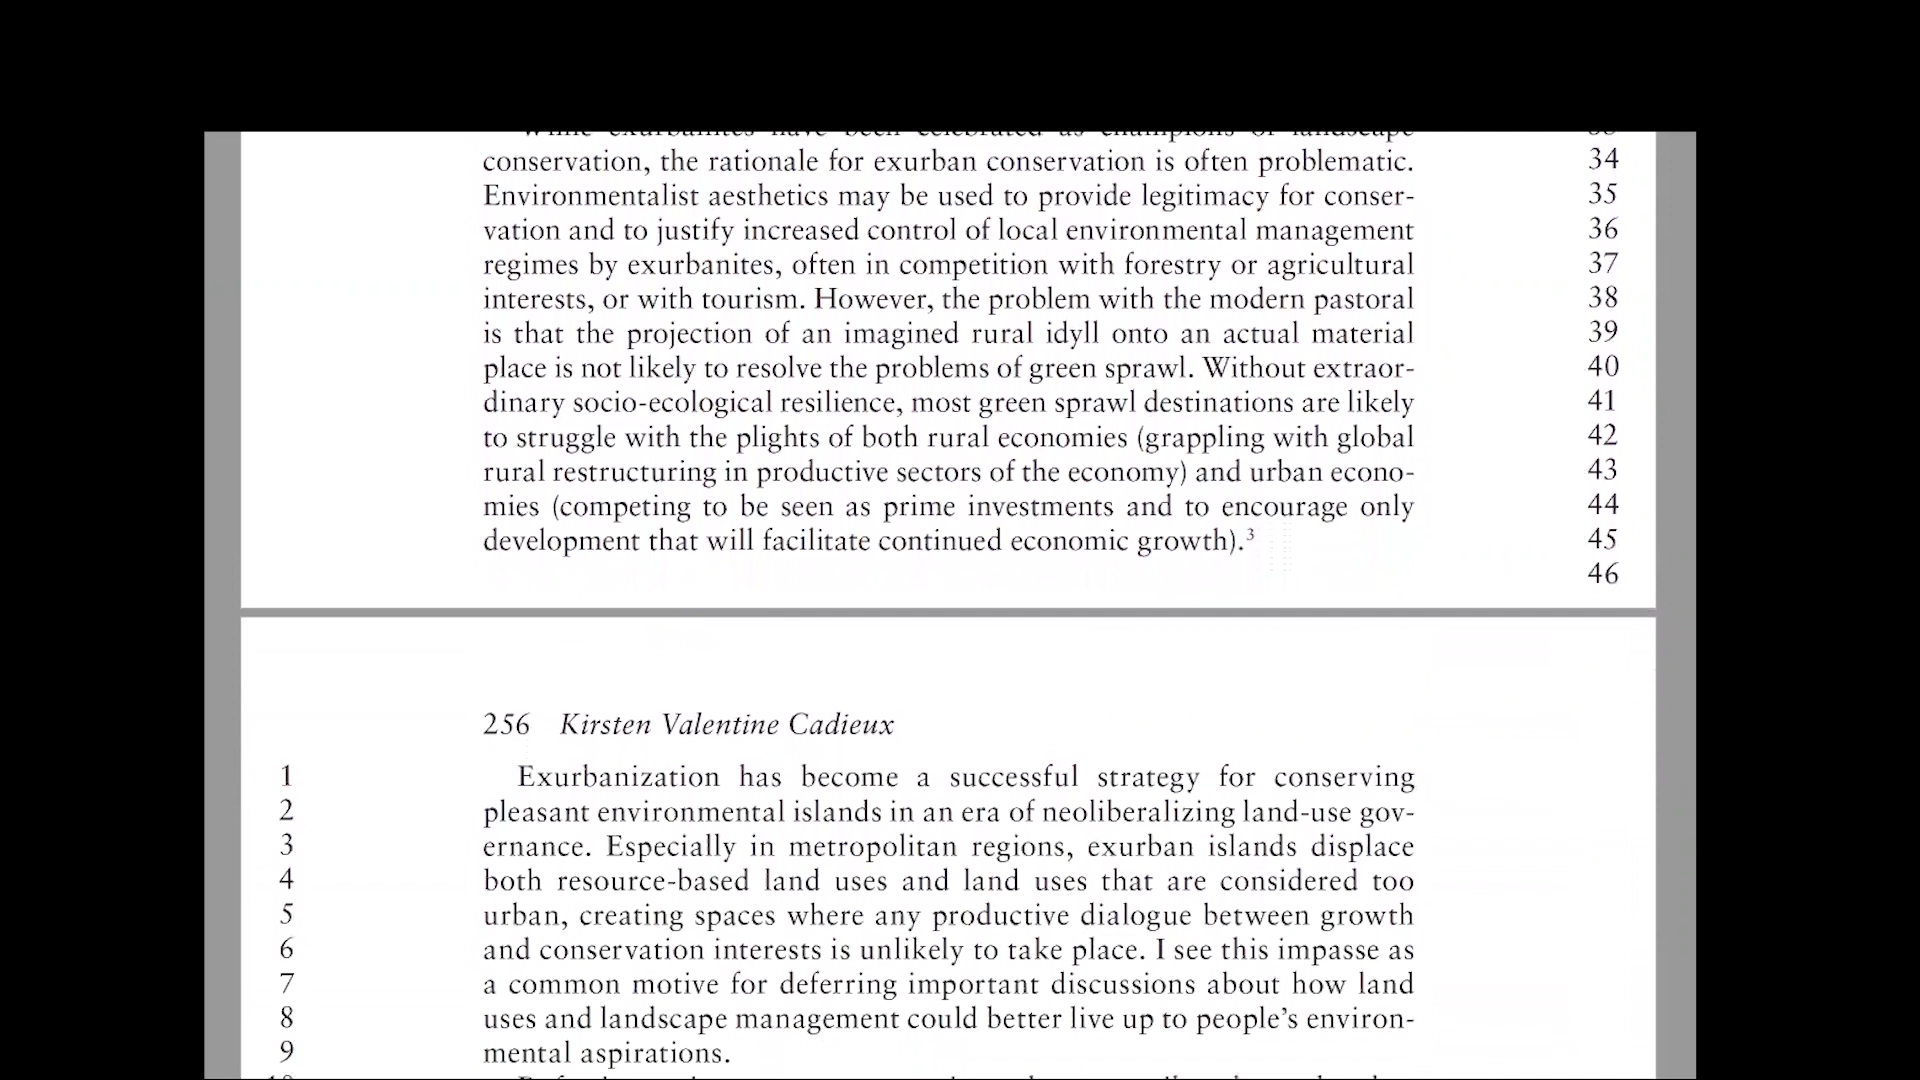 While exurbanites have been celebrated as champions of landscape 33
conservation, the rationale for exurban conservation is often problematic. 34
Environmentalist aesthetics may be used to provide legitimacy for conser- 35
vation and to justify increased control of local environmental management 36
regimes by exurbanites, often in competition with forestry or agricultural 37
interests, or with tourism. However, the problem with the modern pastoral 38
is that the projection of an imagined rural idyll onto an actual material 39
place is not likely to resolve the problems of green sprawl. Without extraor- 40
dinary socio-ecological resilience, most green sprawl destinations are likely 41
to struggle with the plights of both rural economies (grappling with global 42
rural restructuring in productive sectors of the economy) and urban econo- 43
mies (competing to be seen as prime investments and to encourage only 44
development that will facilitate continued economic growth).³ 45
46
256 Kirsten Valentine Cadieux
1 Exurbanization has become a successful strategy for conserving
2 pleasant environmental islands in an era of neoliberalizing land-use gov-
3 ernance. Especially in metropolitan regions, exurban islands displace
4 both resource-based land uses and land uses that are considered too
5 urban, creating spaces where any productive dialogue between growth
6 and conservation interests is unlikely to take place. I see this impasse as
7 a common motive for deferring important discussions about how land
8 uses and landscape management could better live up to people's environ-
9 mental aspirations.